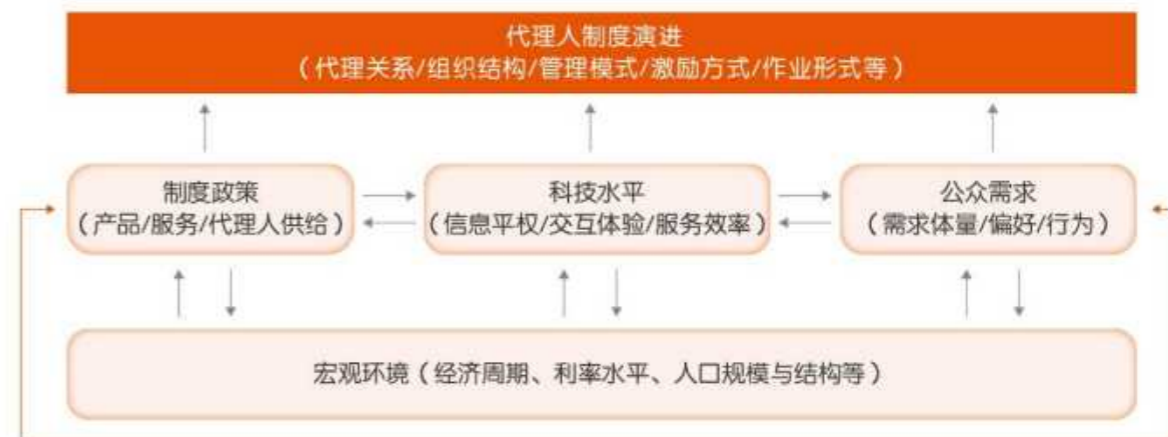 代理人制度演进
（代理关系/组织结构/管理模式/激励方式/作业形式等）
制度政策
（产品/服务/代理人供给）
科技水平
（信息平权/交互体验/服务效率）
公众需求
（需求体量/偏好/行为）
宏观环境（经济周期、利率水平、人口规模与结构等）